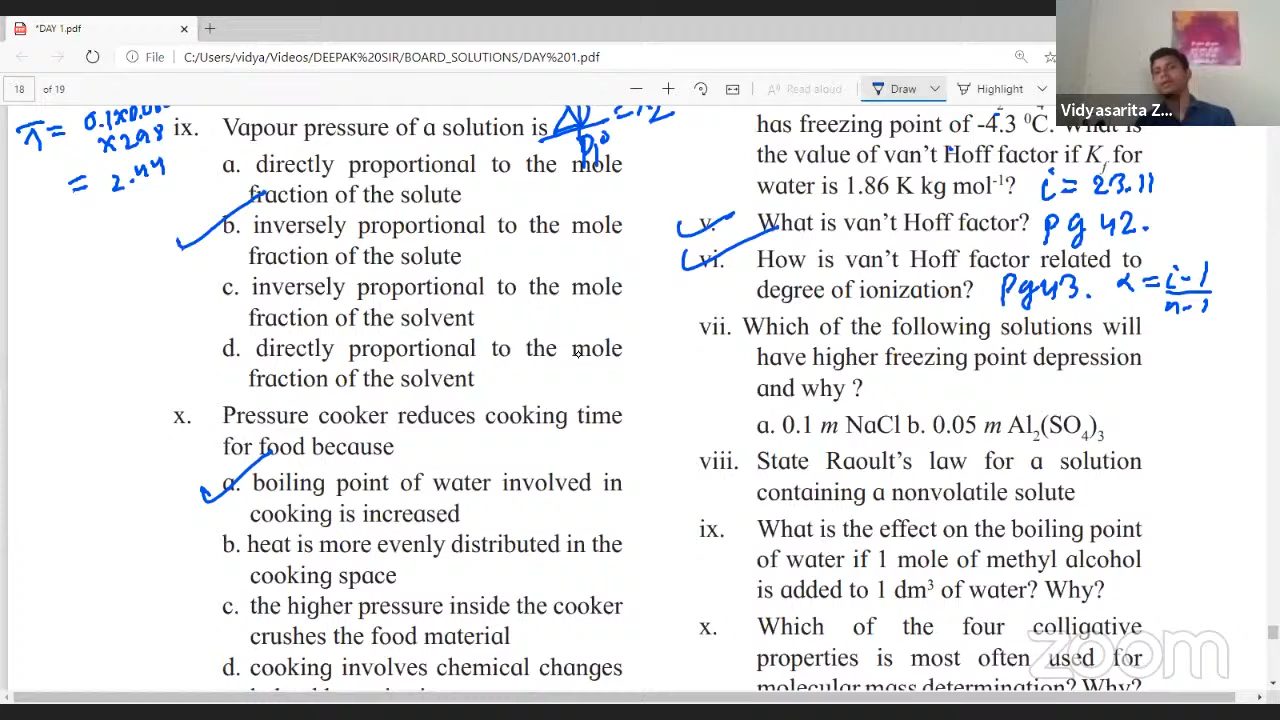 *DAY 1.pdf
File
C:/Users/vidya/Videos/DEEPAK%20SIR/BOARD_SOLUTIONS/DAY%201.pdf
18 of 19
Read aloud
Draw
Highlight
Vidyasarita Z...
π =
× 298
= 2.44
ix. Vapour pressure of a solution is
a. directly proportional to the mole
fraction of the solute
b. inversely proportional to the mole
fraction of the solute
c. inversely proportional to the mole
fraction of the solvent
d. directly proportional to the mole
fraction of the solvent
x. Pressure cooker reduces cooking time
for food because
a. boiling point of water involved in
cooking is increased
b. heat is more evenly distributed in the
cooking space
c. the higher pressure inside the cooker
crushes the food material
d. cooking involves chemical changes
has freezing point of -4.3 ⁰C. What is
the value of van't Hoff factor if K_f for
water is 1.86 K kg mol⁻¹? i = 23.11
v. What is van't Hoff factor? pg 42.
vi. How is van't Hoff factor related to
degree of ionization? pg 43. α = i-1
vii. Which of the following solutions will
have higher freezing point depression
and why ?
a. 0.1 m NaCl b. 0.05 m Al₂(SO₄)₃
viii. State Raoult's law for a solution
containing a nonvolatile solute
ix. What is the effect on the boiling point
of water if 1 mole of methyl alcohol
is added to 1 dm³ of water? Why?
x. Which of the four colligative
properties is most often used for
molecular mass determination? Why?
zoom